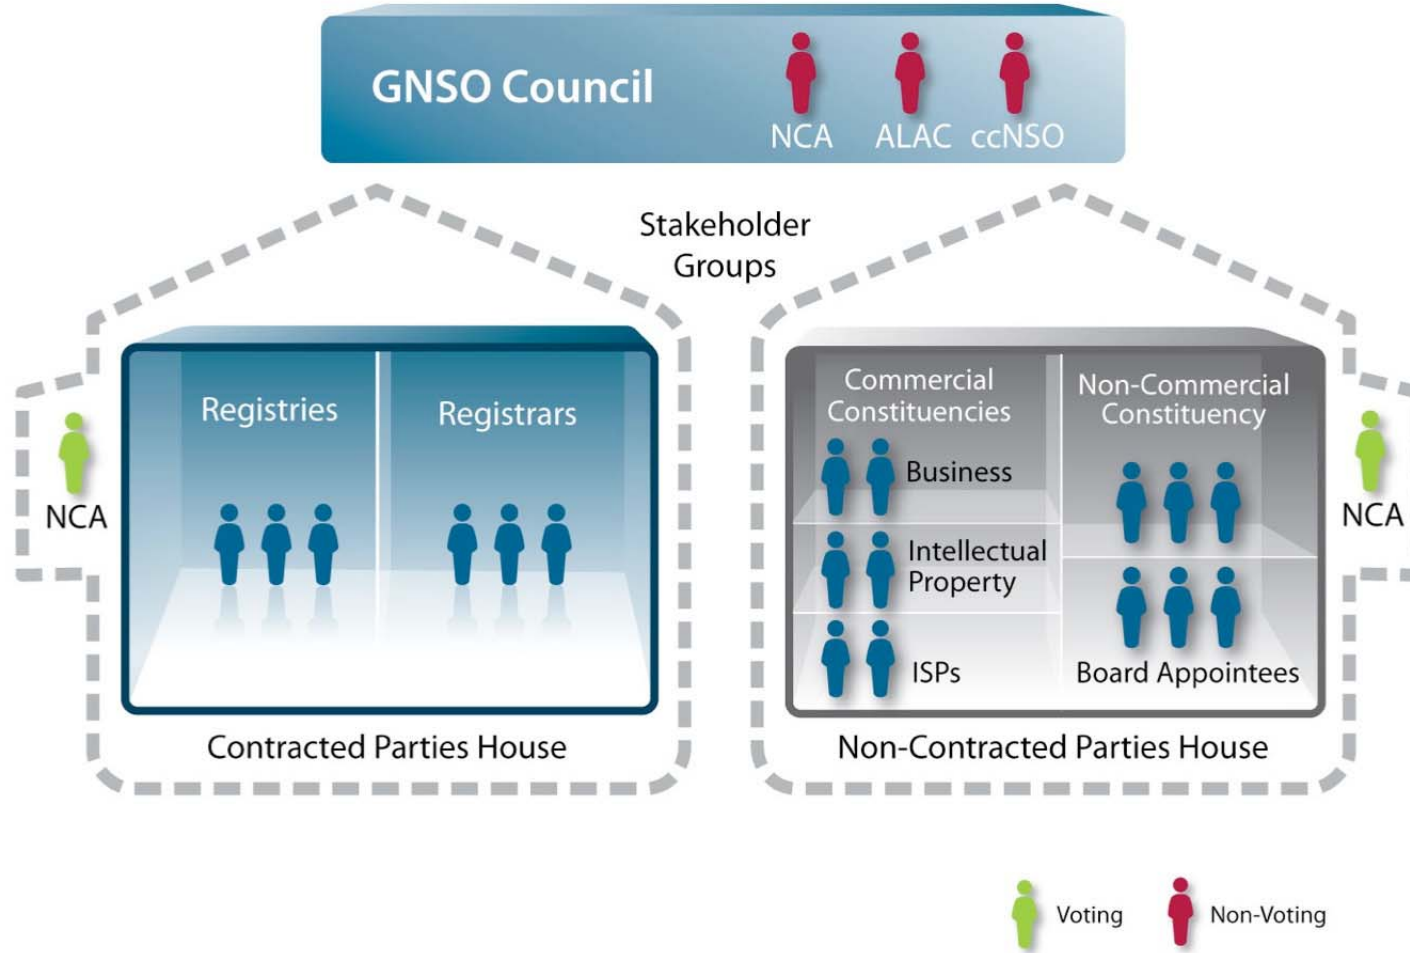 GNSO Council
NCA
ALAC
ccNSO
Stakeholder
Groups
Registries
Registrars
NCA
Contracted Parties House
Commercial
Constituencies
Business
Intellectual
Property
ISPs
Non-Commercial
Constituency
Board Appointees
NCA
Non-Contracted Parties House
Voting
Non-Voting